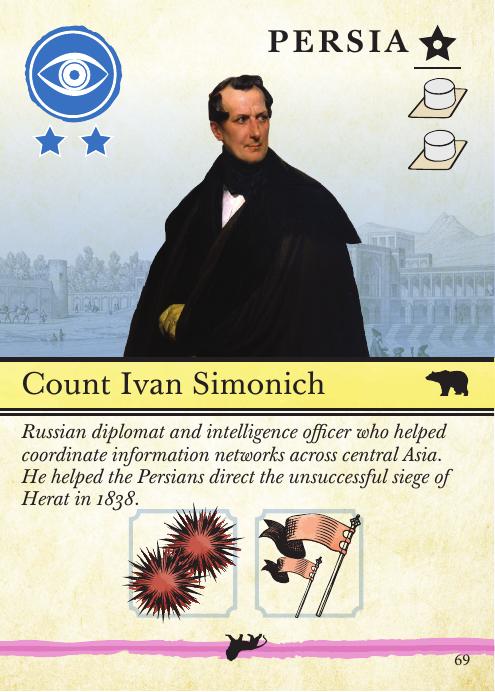 PERSIA
Count Ivan Simonich
Russian diplomat and intelligence officer who helped
coordinate information networks across central Asia.
He helped the Persians direct the unsuccessful siege of
Herat in 1838.
69